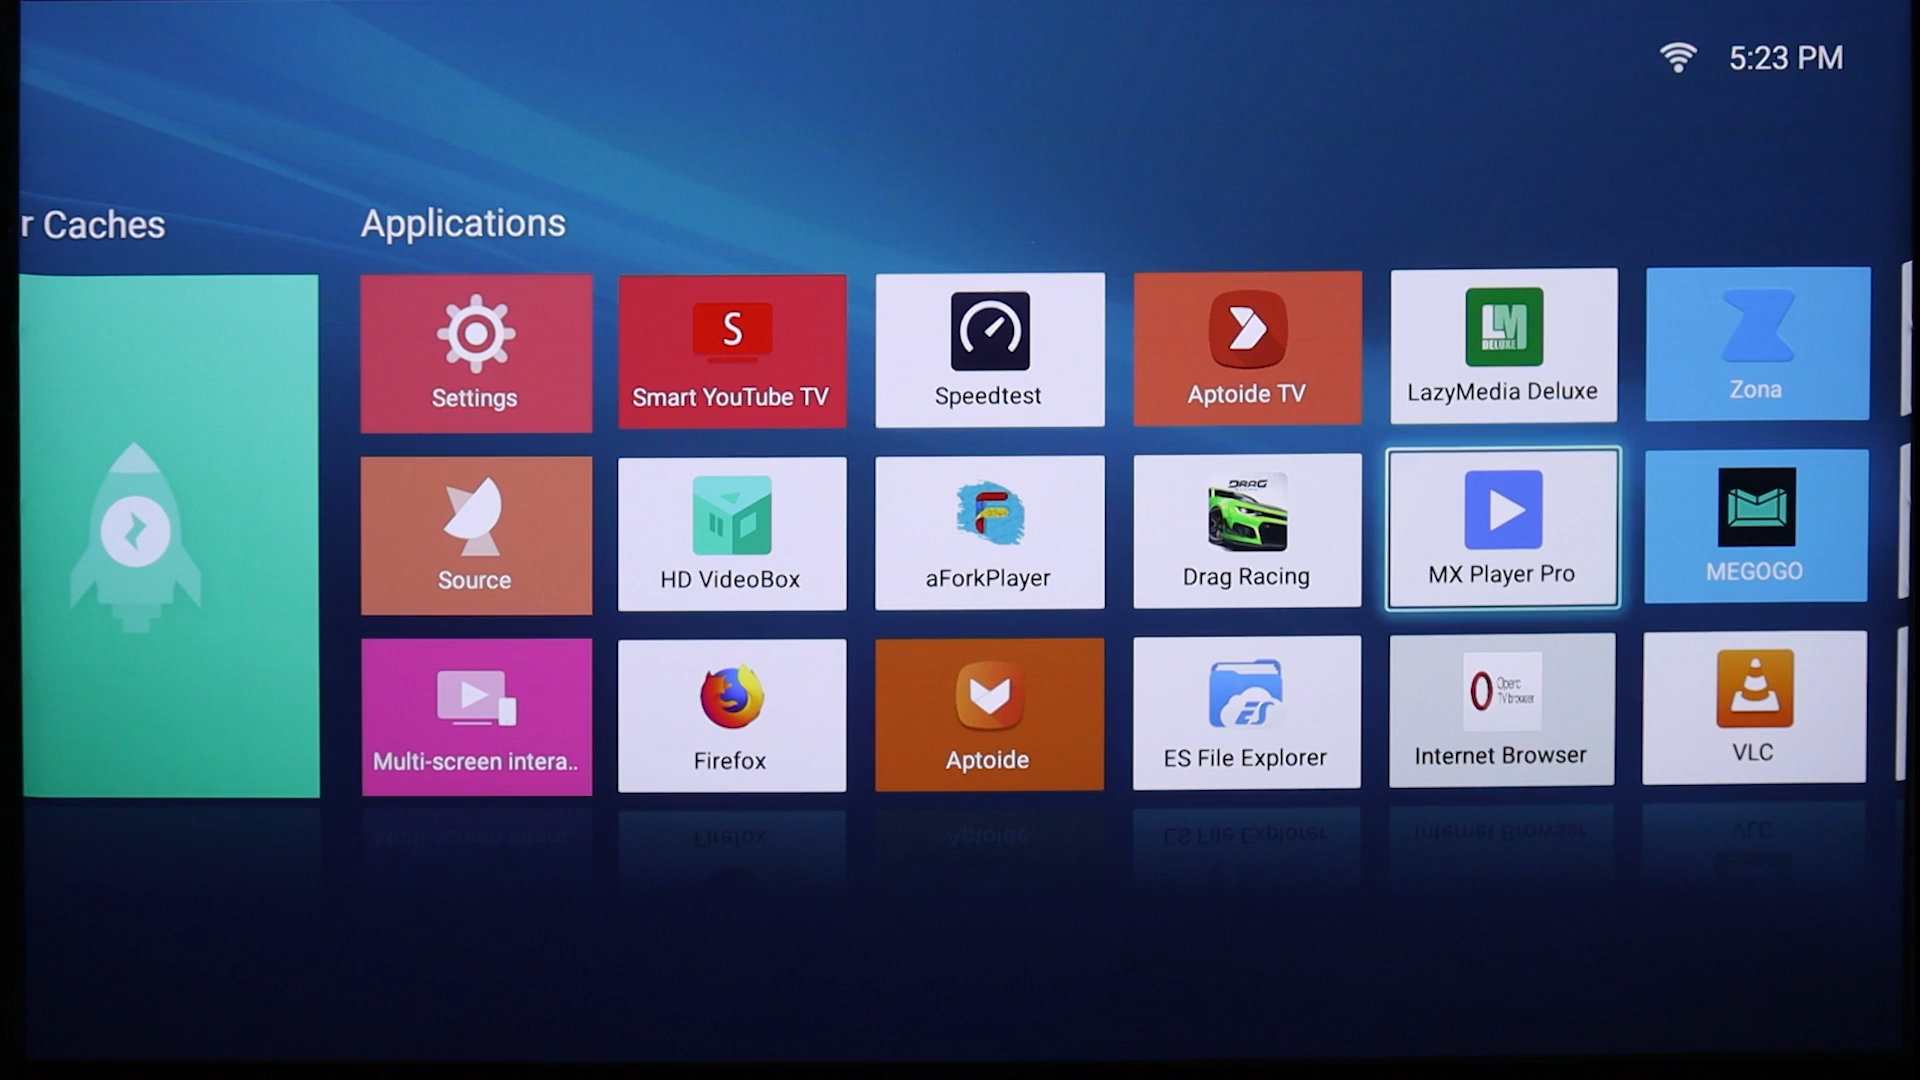 5:23 PM
r Caches
Applications
Settings
S
Smart YouTube TV
Speedtest
Aptoide TV
LM
DELUXE
LazyMedia Deluxe
Zona
Source
HD VideoBox
F
aForkPlayer
DRAG
Drag Racing
MX Player Pro
MEGOGO
Multi-screen intera..
Firefox
Aptoide
ES
ES File Explorer
TV browser
Internet Browser
VLC